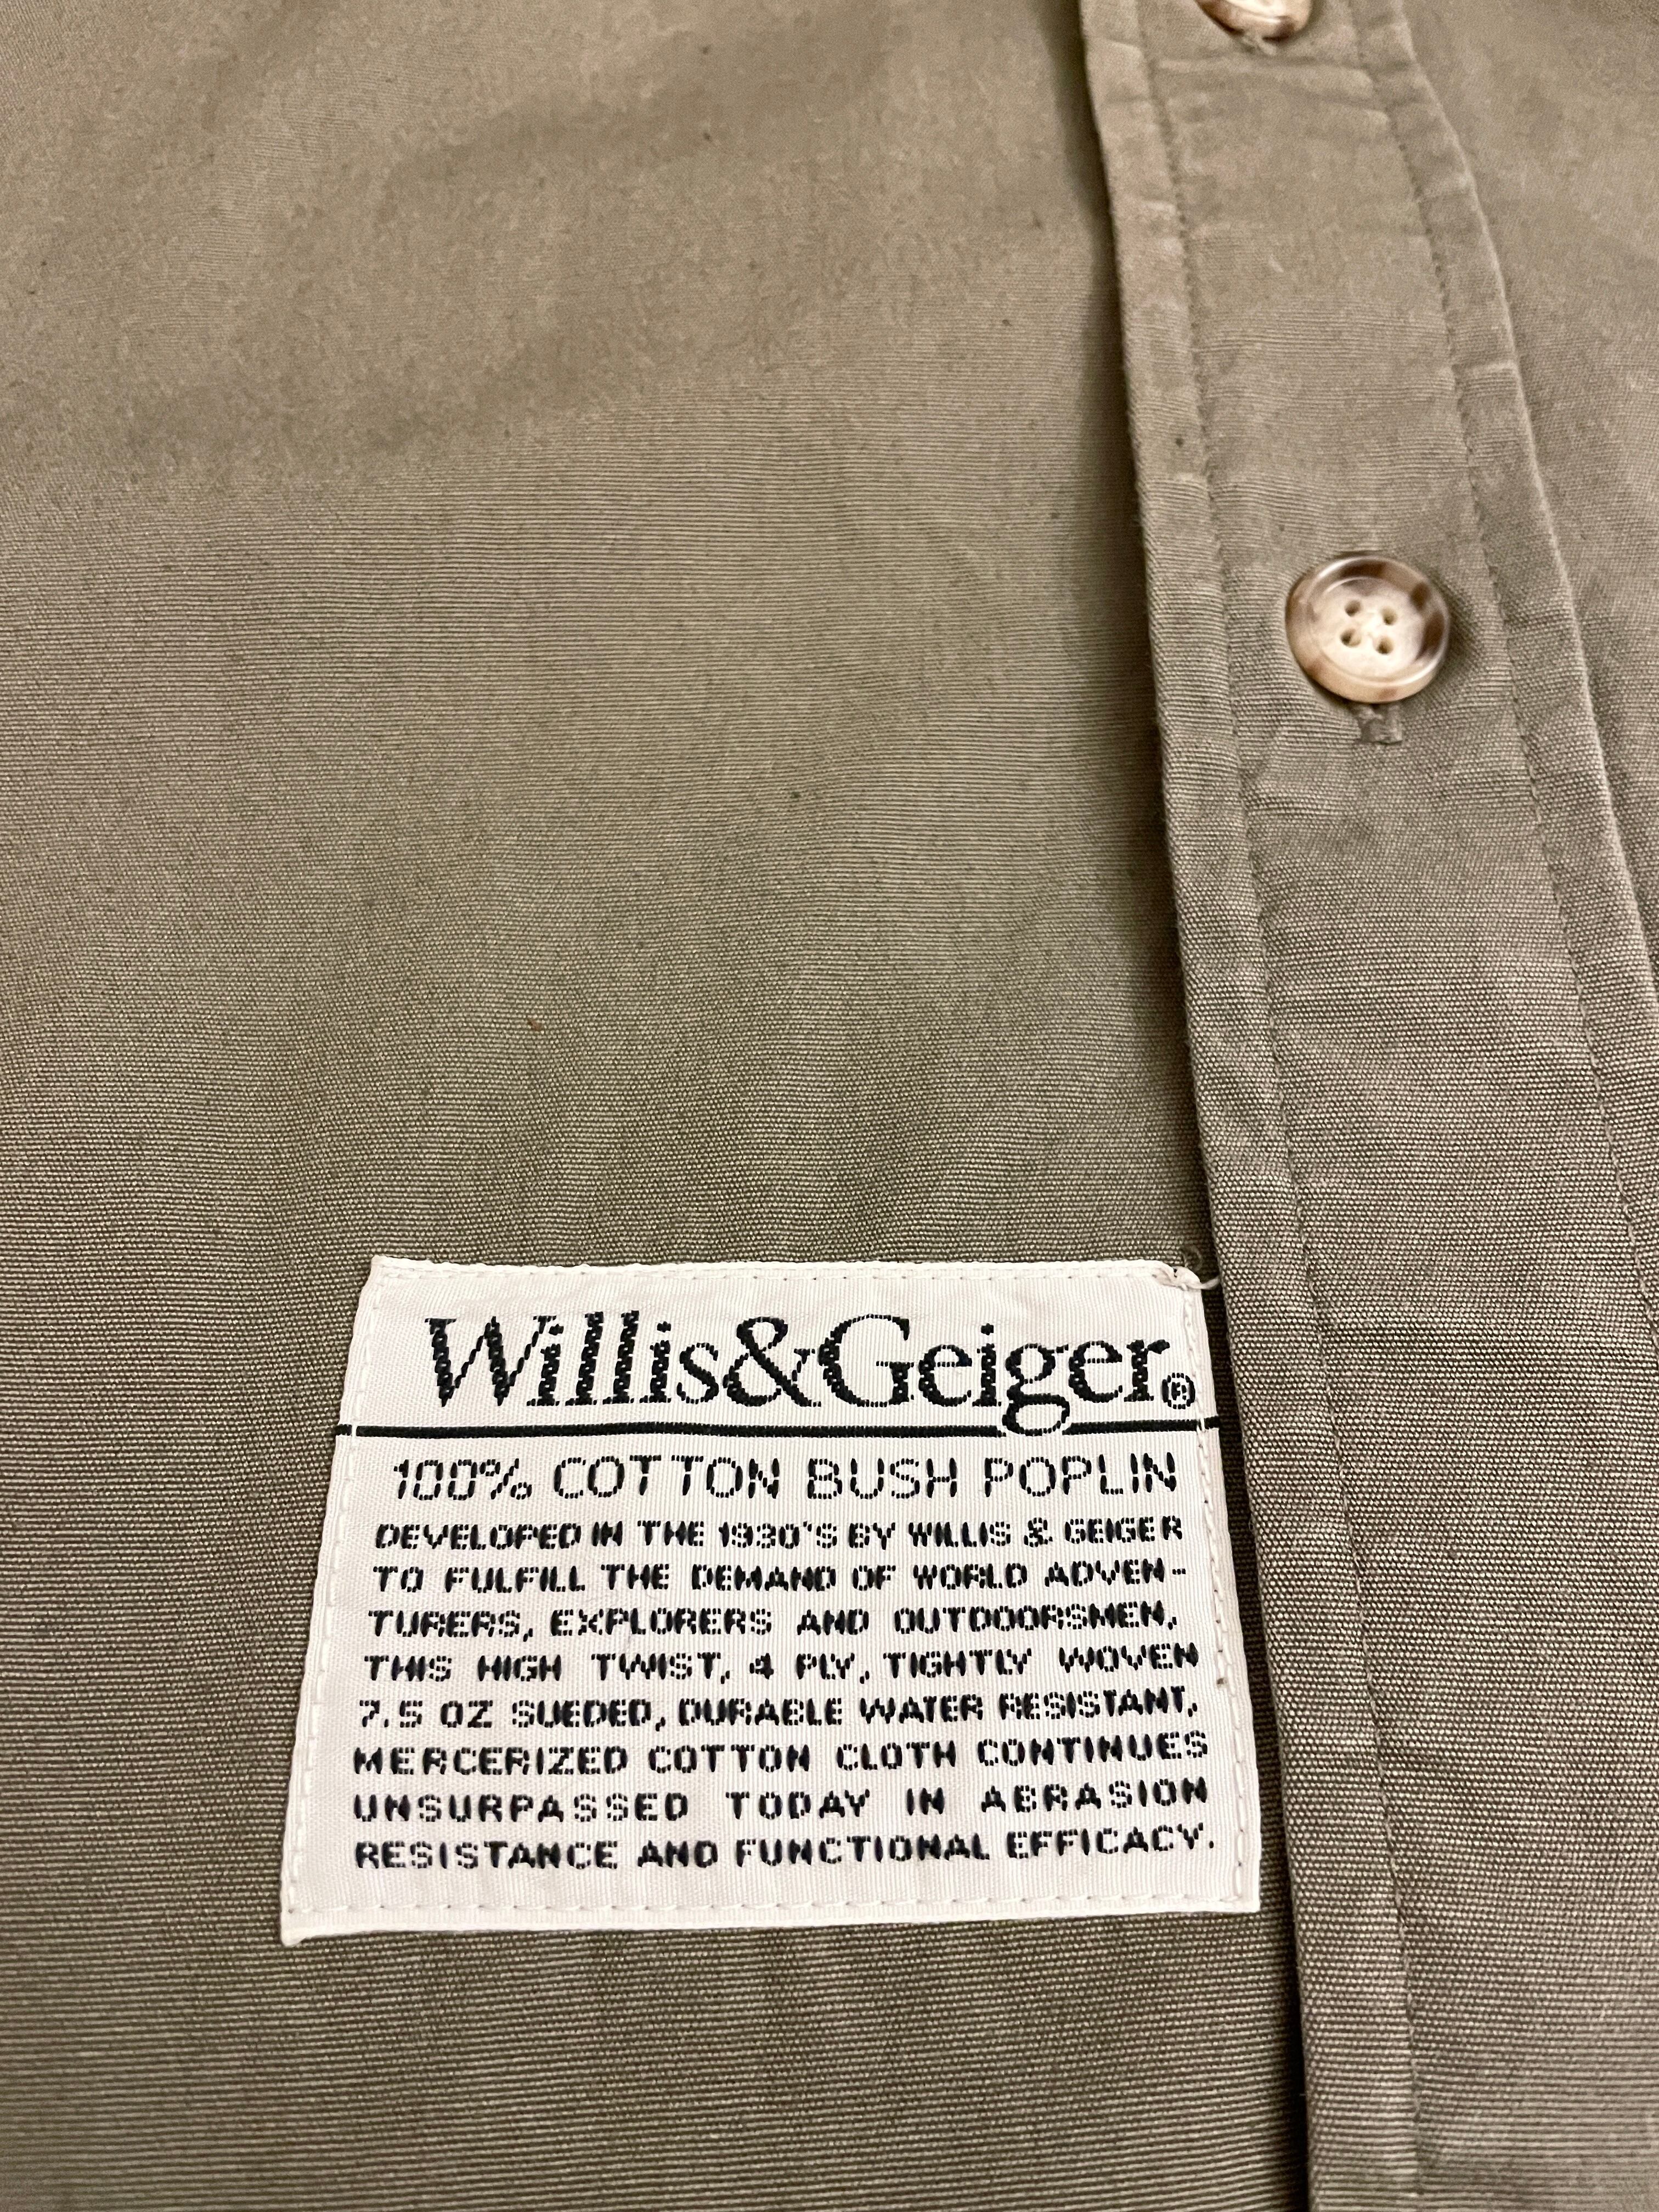 Willis&Geiger®
100% COTTON BUSH POPLIN
DEVELOPED IN THE 1930'S BY WILLIS & GEIGER
TO FULFILL THE DEMAND OF WORLD ADVEN-
TURERS, EXPLORERS AND OUTDOORSMEN,
THIS HIGH TWIST, 4 PLY, TIGHTLY WOVEN
7.5 OZ SUEDED, DURABLE WATER RESISTANT,
MERCERIZED COTTON CLOTH CONTINUES
UNSURPASSED TODAY IN ABRASION
RESISTANCE AND FUNCTIONAL EFFICACY.